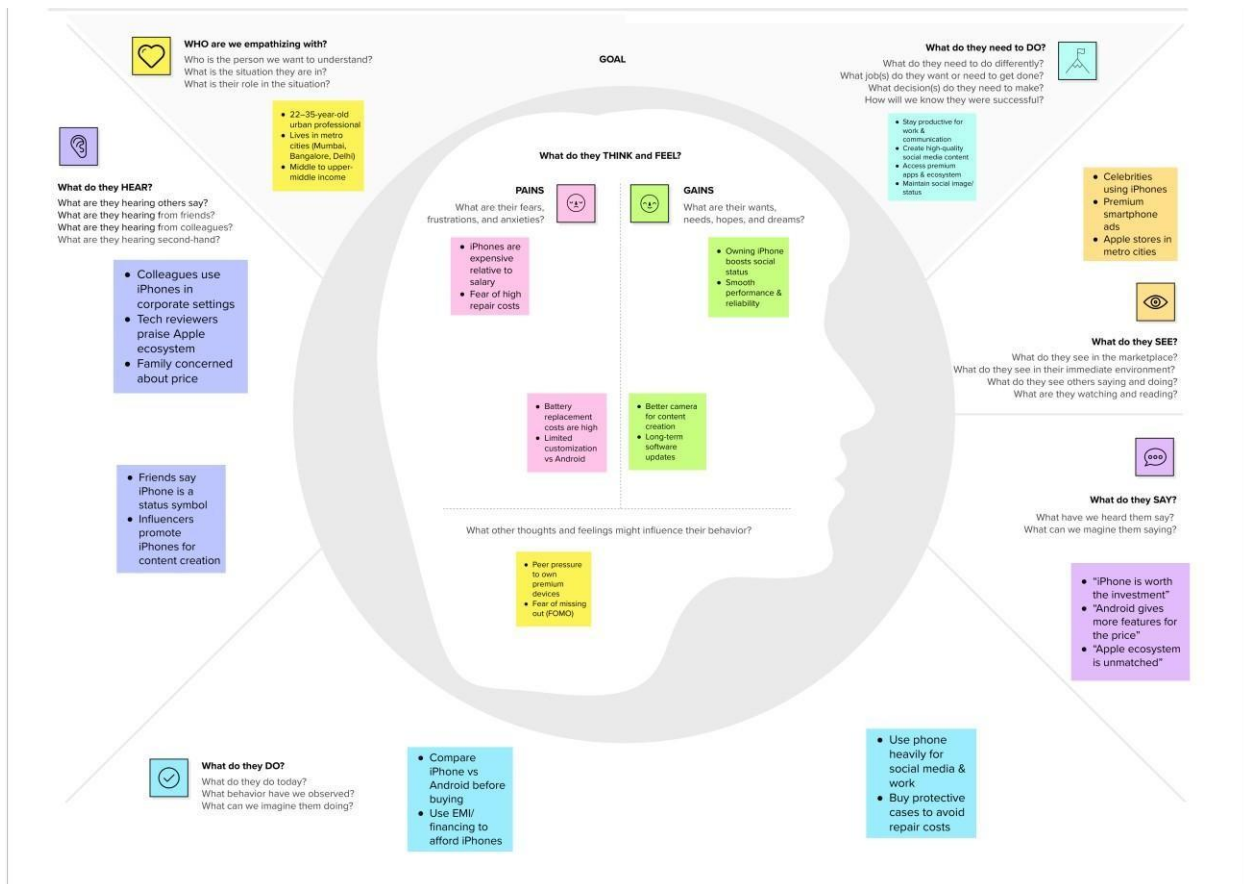 WHO are we empathizing with?
Who is the person we want to understand?
What is the situation they are in?
What is their role in the situation?
• 22–35-year-old
urban professional
• Lives in metro
cities (Mumbai,
Bangalore, Delhi)
• Middle to upper-
middle income
GOAL
What do they need to DO?
What do they need to do differently?
What job(s) do they want or need to get done?
What decision(s) do they need to make?
How will we know they were successful?
• Stay productive for
work &
communication
• Create high-quality
social media content
• Access premium
apps & ecosystem
• Maintain social image/
status
What do they HEAR?
What are they hearing others say?
What are they hearing from friends?
What are they hearing from colleagues?
What are they hearing second-hand?
• Colleagues use
iPhones in
corporate settings
• Tech reviewers
praise Apple
ecosystem
• Family concerned
about price
• Friends say
iPhone is a
status symbol
• Influencers
promote
iPhones for
content creation
What do they THINK and FEEL?
PAINS
What are their fears,
frustrations, and anxieties?
• iPhones are
expensive
relative to
salary
• Fear of high
repair costs
• Battery
replacement
costs are high
• Limited
customization
vs Android
GAINS
What are their wants,
needs, hopes, and dreams?
• Owning iPhone
boosts social
status
• Smooth
performance &
reliability
• Better camera
for content
creation
• Long-term
software
updates
What other thoughts and feelings might influence their behavior?
• Peer pressure
to own
premium
devices
• Fear of missing
out (FOMO)
• Celebrities
using iPhones
• Premium
smartphone
ads
• Apple stores in
metro cities
What do they SEE?
What do they see in the marketplace?
What do they see in their immediate environment?
What do they see others saying and doing?
What are they watching and reading?
What do they SAY?
What have we heard them say?
What can we magine them saying?
• “iPhone is worth
the investment”
• “Android gives
more features for
the price”
• “Apple ecosystem
is unmatched”
What do they DO?
What do they do today?
What behavior have we observed?
What can we imagine them doing?
• Compare
iPhone vs
Android before
buying
• Use EMI/
financing to
afford iPhones
• Use phone
heavily for
social media &
work
• Buy protective
cases to avoid
repair costs